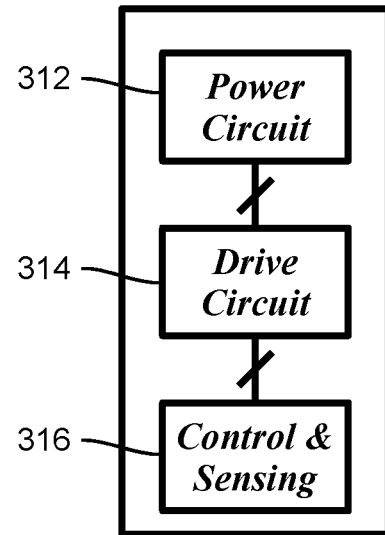 312
Power
Circuit
314
Drive
Circuit
316
Control &
Sensing